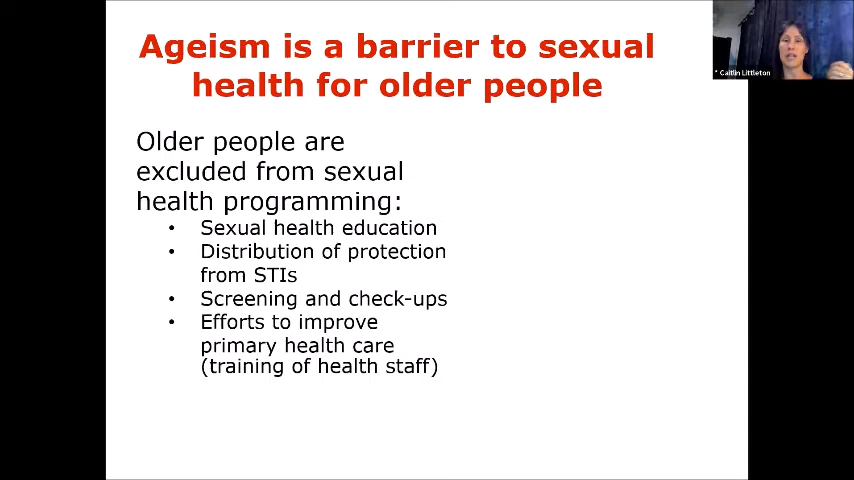 Ageism is a barrier to sexual
health for older people
* Caitlin Littleton
Older people are
excluded from sexual
health programming:
• Sexual health education
• Distribution of protection
from STIs
• Screening and check-ups
• Efforts to improve
primary health care
(training of health staff)